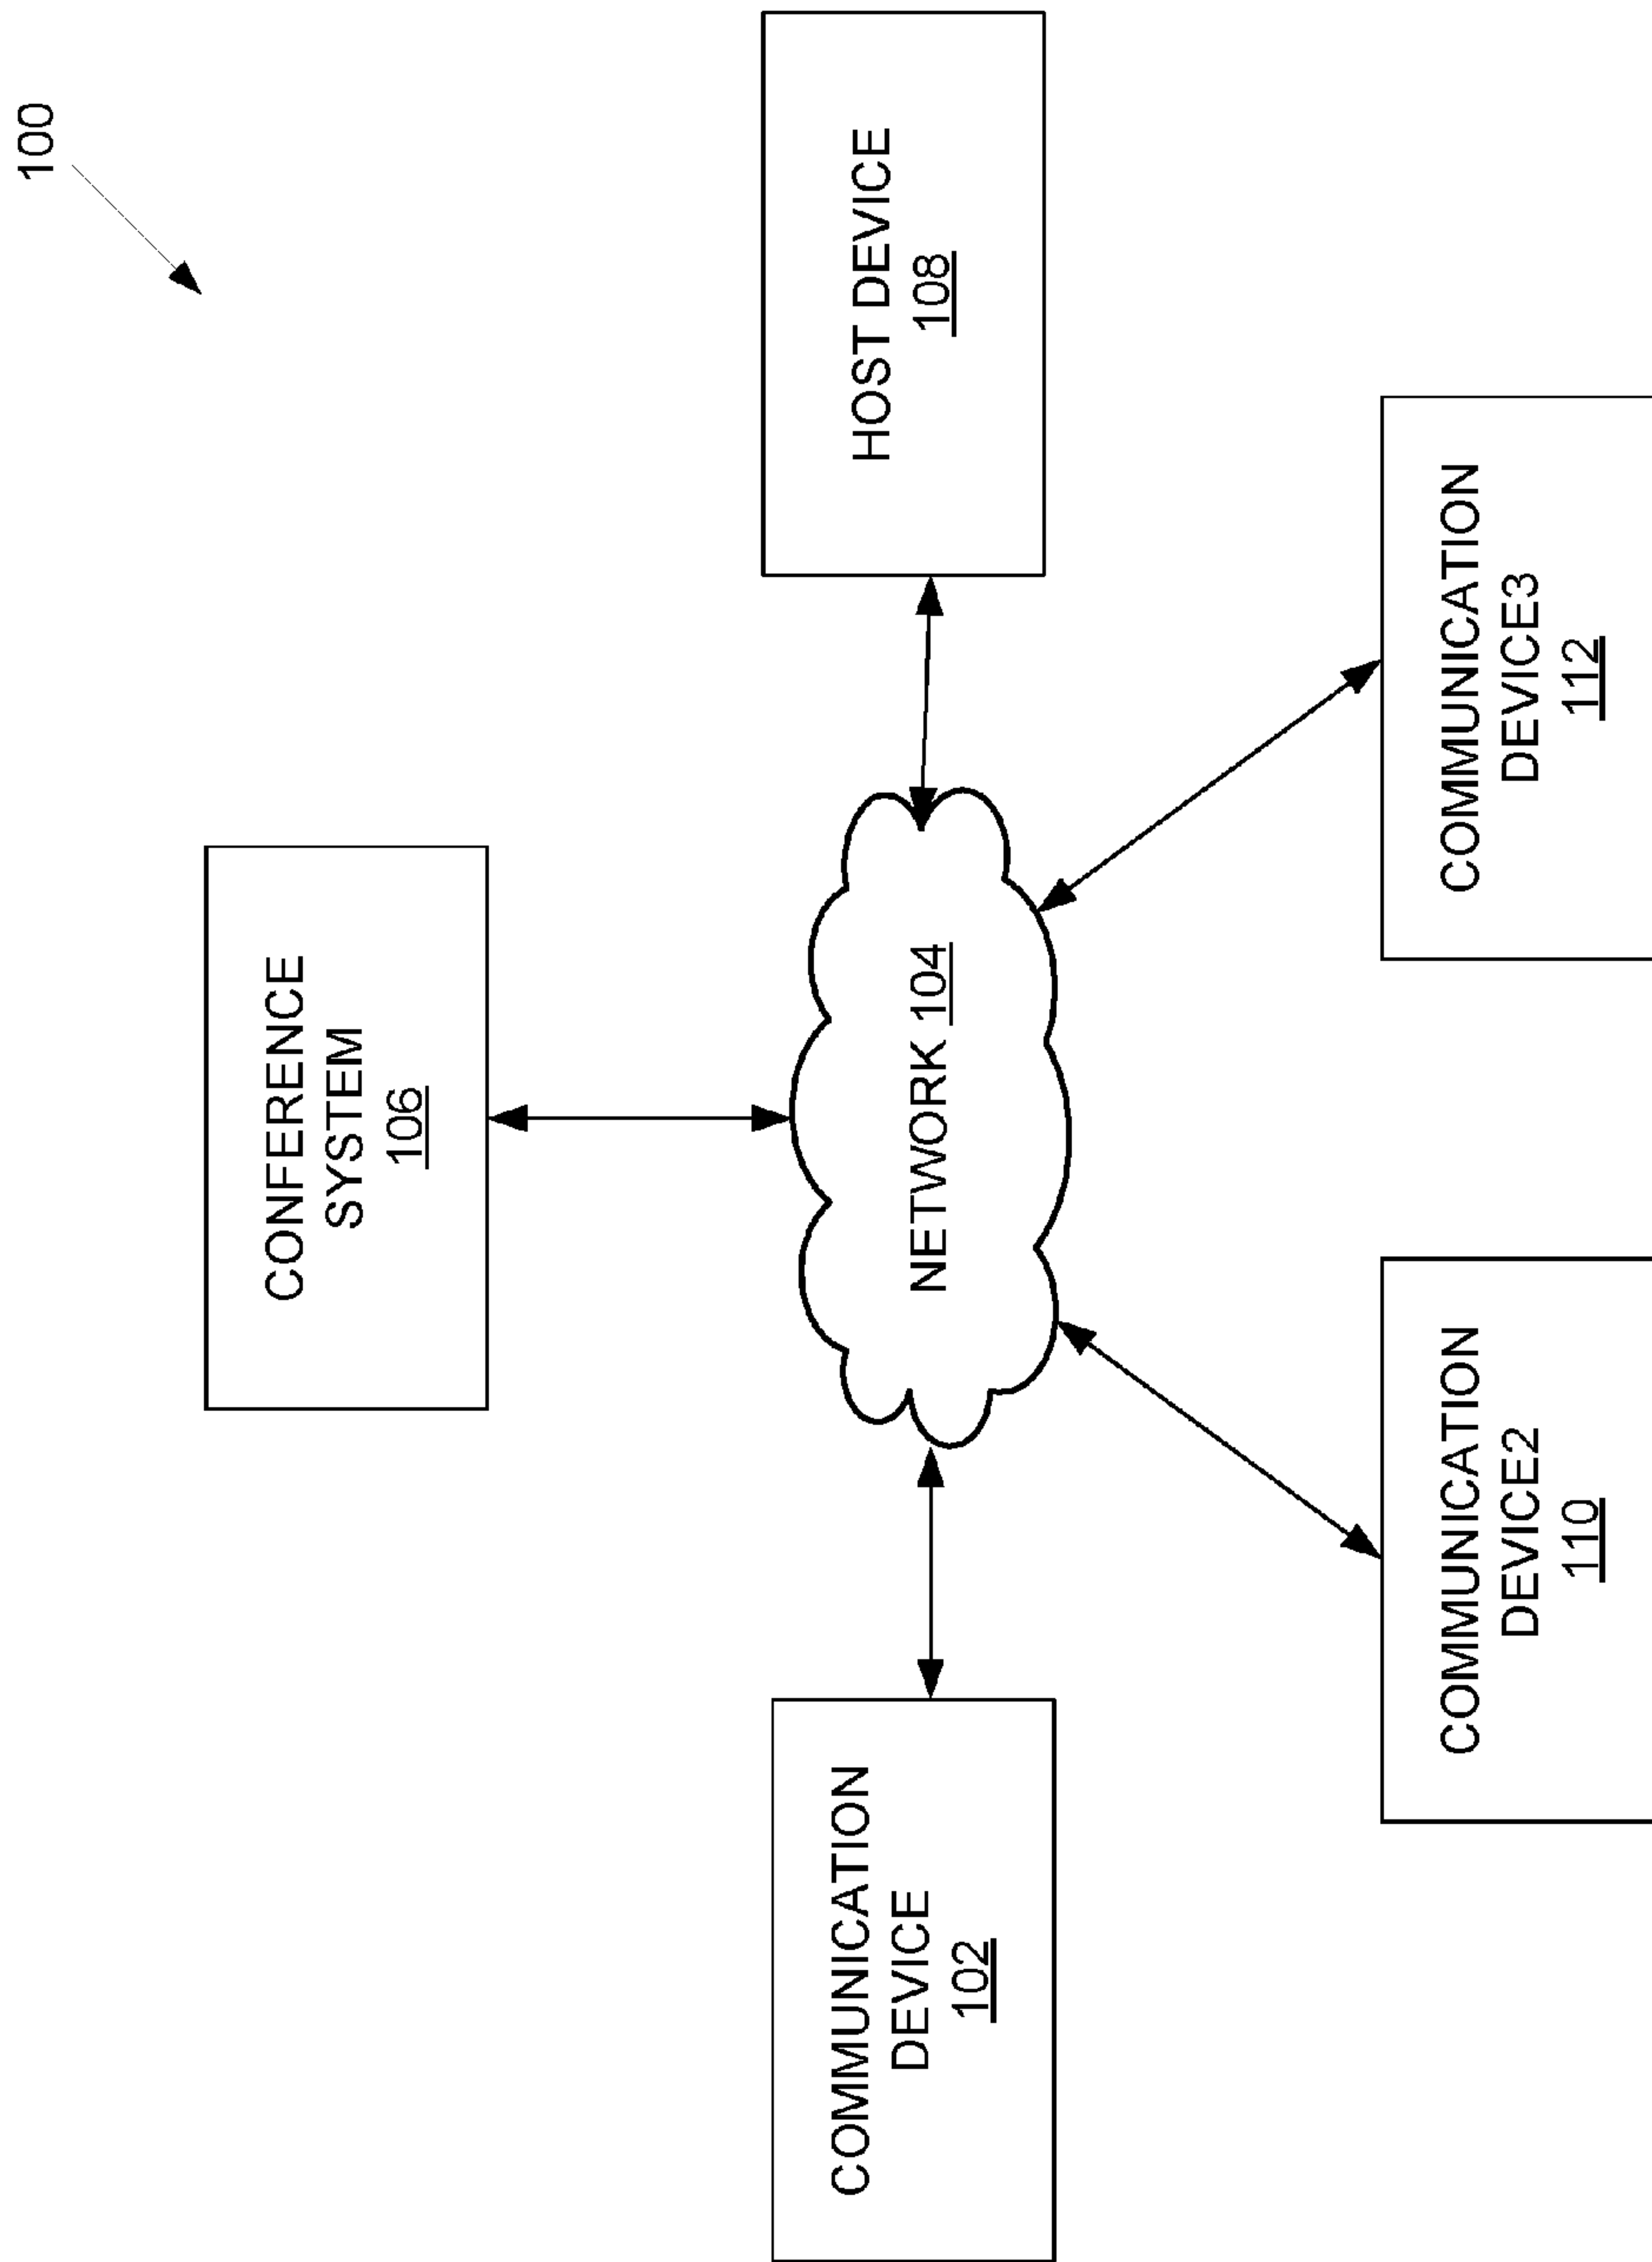 100
CONFERENCE
SYSTEM
106
COMMUNICATION
DEVICE
102
NETWORK 104
HOST DEVICE
108
COMMUNICATION
DEVICE2
110
COMMUNICATION
DEVICE3
112